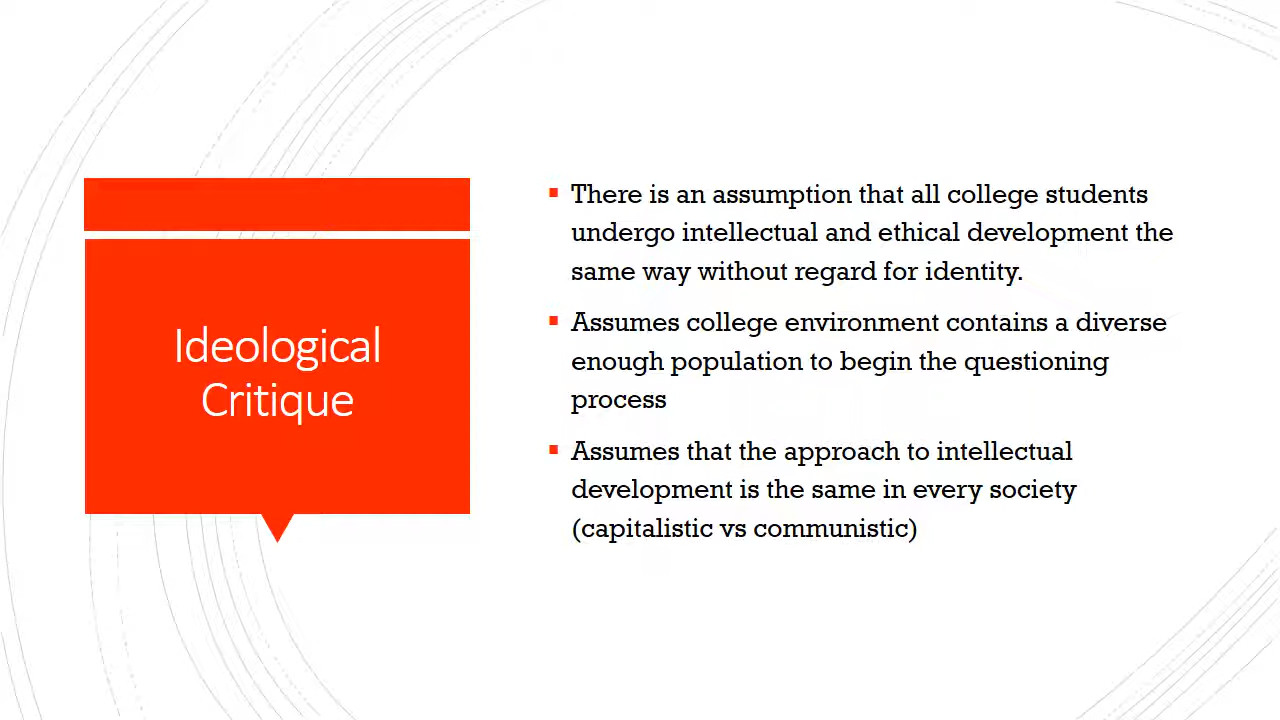 Ideological
Critique
▪ There is an assumption that all college students
undergo intellectual and ethical development the
same way without regard for identity.
▪ Assumes college environment contains a diverse
enough population to begin the questioning
process
▪ Assumes that the approach to intellectual
development is the same in every society
(capitalistic vs communistic)